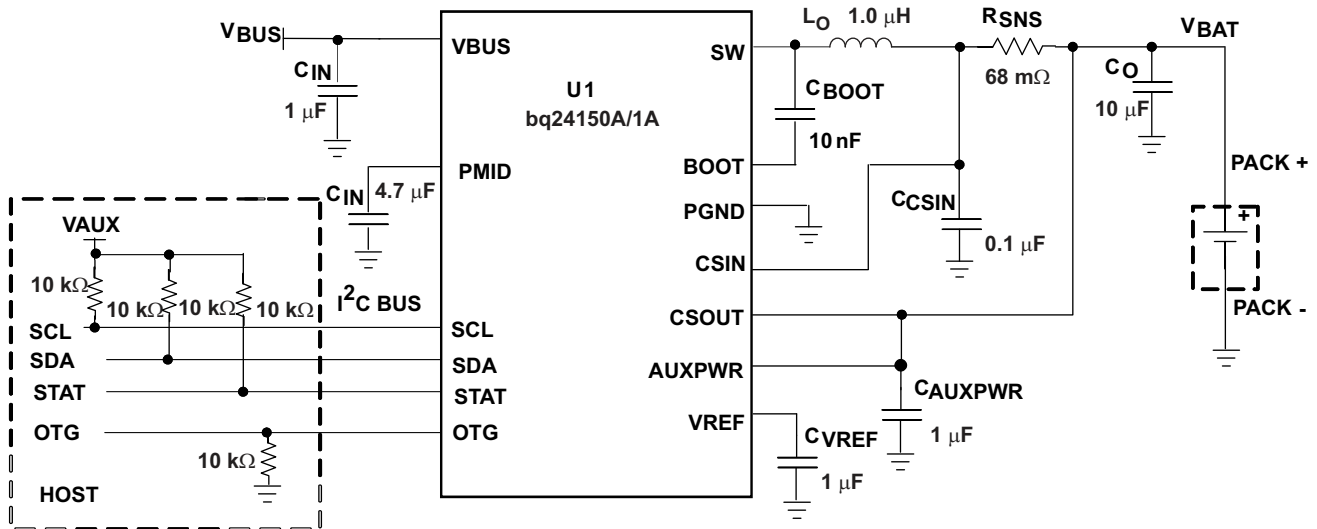 VBUS
CIN
1 μF
VBUS
U1
bq24150A/1A
SW
LO 1.0 μH
RSNS
68 mΩ
VBAT
CO
10 μF
CBOOT
10 nF
BOOT
PMID
CIN 4.7 μF
PGND
CCSIN
0.1 μF
CSIN
PACK +
+
PACK -
VAUX
10 kΩ
10 kΩ
10 kΩ
10 kΩ
I2C BUS
SCL
SCL
SDA
SDA
STAT
STAT
OTG
OTG
10 kΩ
HOST
CSOUT
AUXPWR
CAUXPWR
1 μF
VREF
CVREF
1 μF